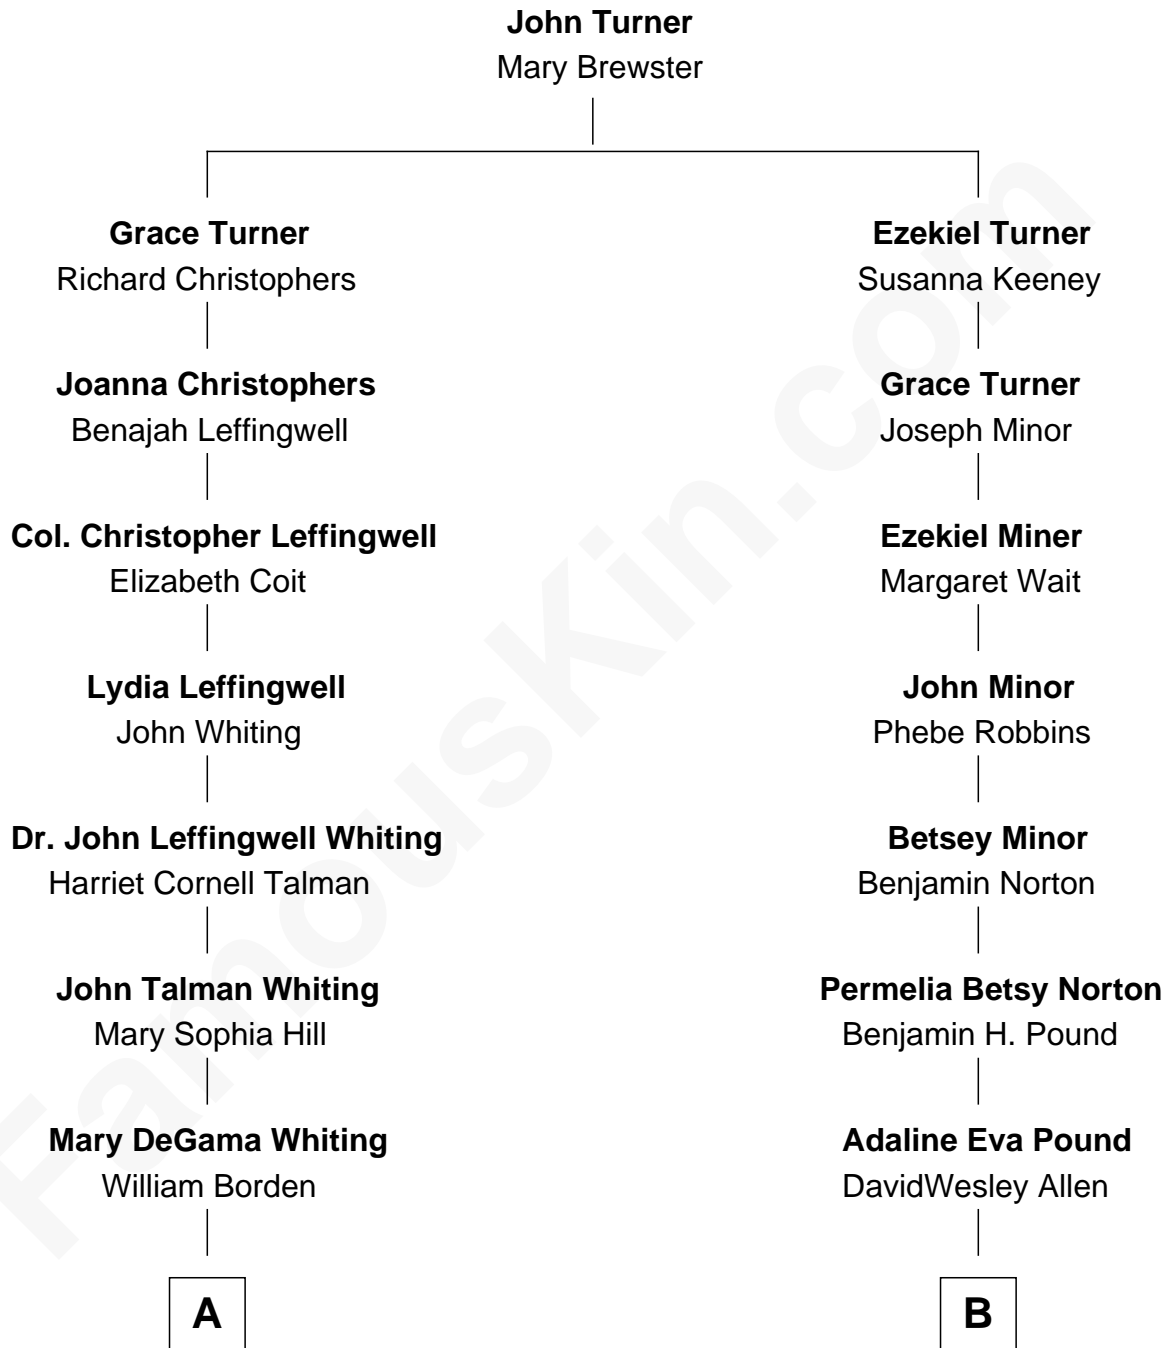 John Turner
Mary Brewster
Grace Turner
Richard Christophers
Ezekiel Turner
Susanna Keeney
Joanna Christophers
Benajah Leffingwell
Grace Turner
Joseph Minor
Col. Christopher Leffingwell
Elizabeth Coit
Ezekiel Miner
Margaret Wait
Lydia Leffingwell
John Whiting
John Minor
Phebe Robbins
Dr. John Leffingwell Whiting
Harriet Cornell Talman
Betsey Minor
Benjamin Norton
John Talman Whiting
Mary Sophia Hill
Permelia Betsy Norton
Benjamin H. Pound
Mary DeGama Whiting
William Borden
Adaline Eva Pound
DavidWesley Allen
A
B
FamousKin.com